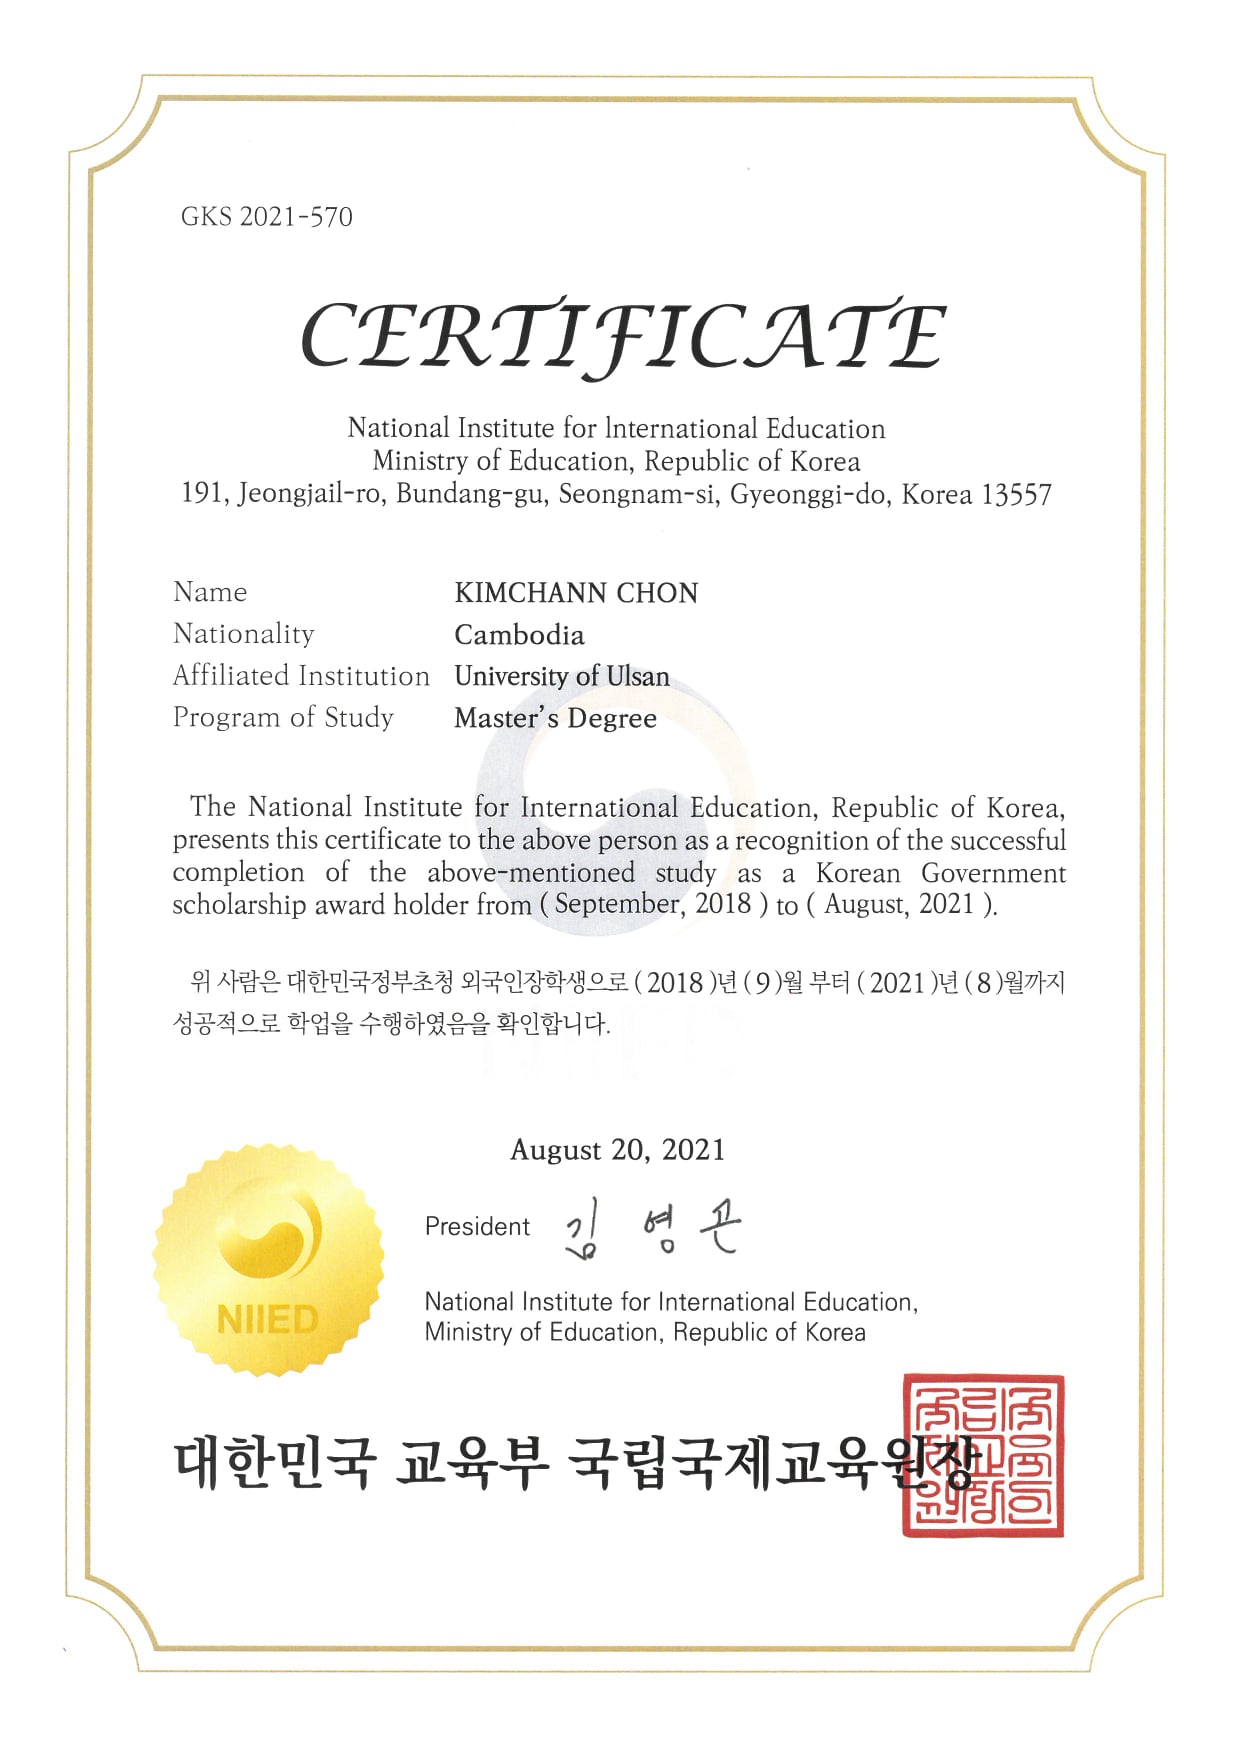 GKS 2021-570
CERTIFICATE
National Institute for International Education
Ministry of Education, Republic of Korea
191, Jeongjail-ro, Bundang-gu, Seongnam-si, Gyeonggi-do, Korea 13557
Name KIMCHANN CHON
Nationality Cambodia
Affiliated Institution University of Ulsan
Program of Study Master's Degree
The National Institute for International Education, Republic of Korea,
presents this certificate to the above person as a recognition of the successful
completion of the above-mentioned study as a Korean Government
scholarship award holder from ( September, 2018 ) to ( August, 2021 ).
위 사람은 대한민국정부초청 외국인장학생으로 ( 2018 )년 ( 9 )월 부터 ( 2021 )년 ( 8 )월까지
성공적으로 학업을 수행하였음을 확인합니다.
August 20, 2021
President 김 영 곤
NIIED
National Institute for International Education,
Ministry of Education, Republic of Korea
대한민국 교육부 국립국제교육원장